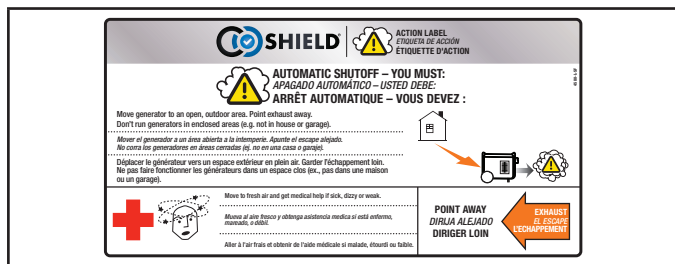 CO SHIELD®
ACTION LABEL
ETIQUETA DE ACCIÓN
ÉTIQUETTE D'ACTION
AUTOMATIC SHUTOFF – YOU MUST:
APAGADO AUTOMÁTICO – USTED DEBE:
ARRÊT AUTOMATIQUE – VOUS DEVEZ :
Move generator to an open, outdoor area. Point exhaust away.
Don't run generators in enclosed areas (e.g. not in house or garage).
Mover el generador a un área abierta a la intemperie. Apunte el escape alejado.
No corra los generadores en áreas cerradas (ej. no en una casa o garaje).
Déplacer le générateur vers un espace extérieur en plein air. Garder l'échappement loin.
Ne pas faire fonctionner les générateurs dans un espace clos (ex., pas dans une maison
ou un garage).
Move to fresh air and get medical help if sick, dizzy or weak.
Mueva al aire fresco y obtenga asistencia medica si está enfermo,
mareado, o débil.
Aller à l'air frais et obtenir de l'aide médicale si malade, étourdi ou faible.
POINT AWAY
DIRIJA ALEJADO
DIRIGER LOIN
EXHAUST
EL ESCAPE
L'ÉCHAPPEMENT